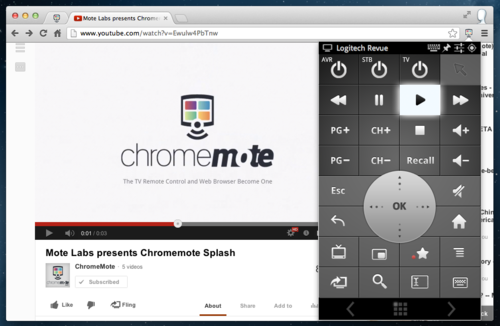 Mote Labs presents Chrome
www.youtube.com/watch?v=Ewulw4PbTnw
Logitech Revue
AVR
STB
TV
PG+
CH+
PG–
CH–
Recall
Esc
OK
chromemote
The TV Remote Control and Web Browser Become One
0:01 / 0:03
Mote Labs presents Chromemote Splash
ChromeMote · 5 videos
Subscribed
Like
Fling
About
Share
Add to